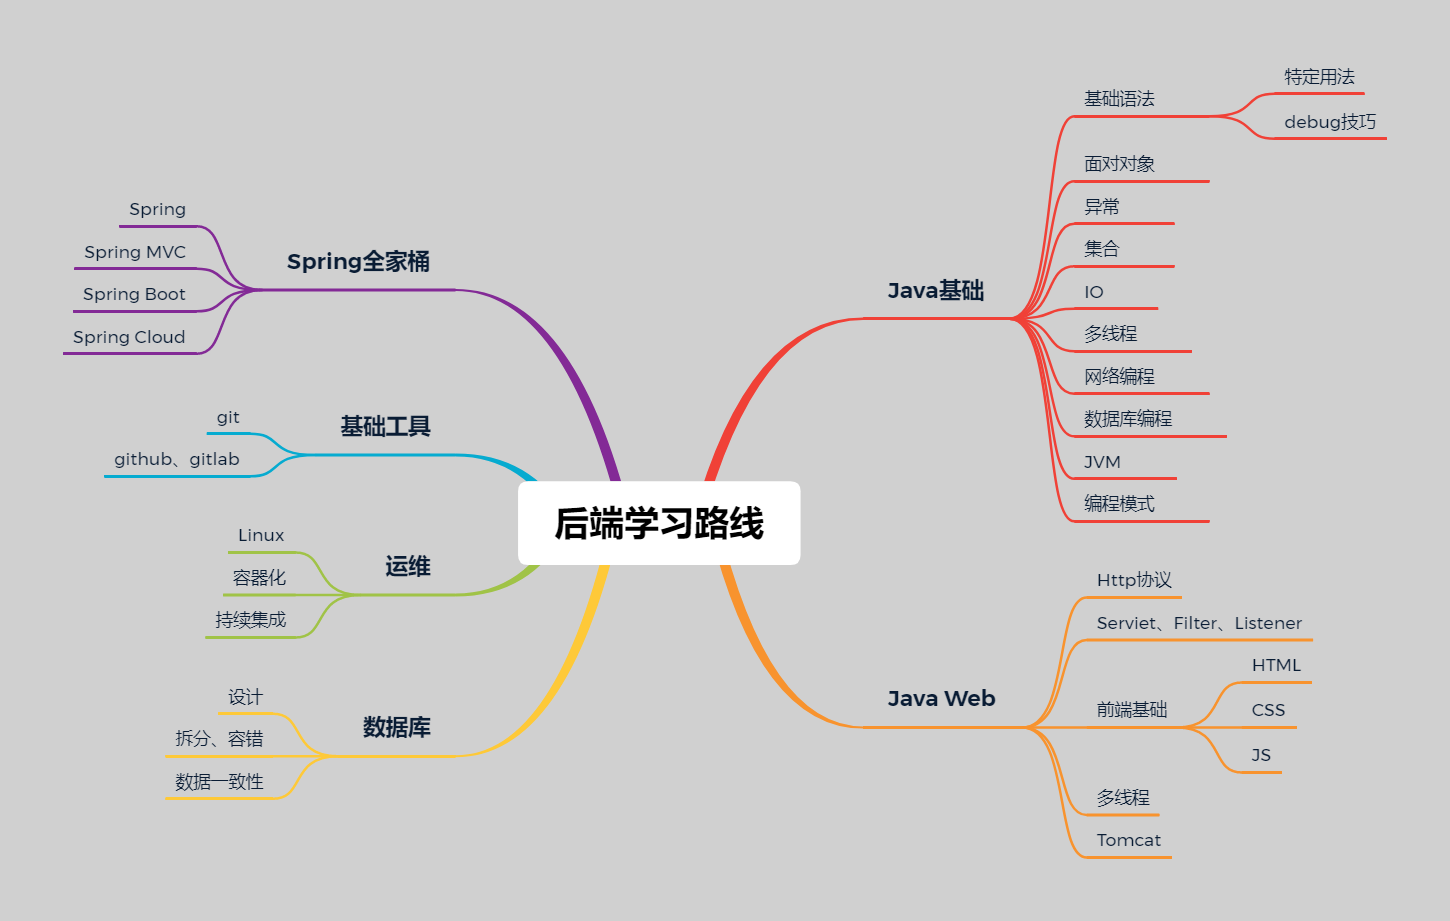 后端学习路线
Java基础
基础语法
特定用法
debug技巧
面对对象
异常
集合
IO
多线程
网络编程
数据库编程
JVM
编程模式
Java Web
Http协议
Serviet、Filter、Listener
前端基础
HTML
CSS
JS
多线程
Tomcat
Spring全家桶
Spring
Spring MVC
Spring Boot
Spring Cloud
基础工具
git
github、gitlab
运维
Linux
容器化
持续集成
数据库
设计
拆分、容错
数据一致性